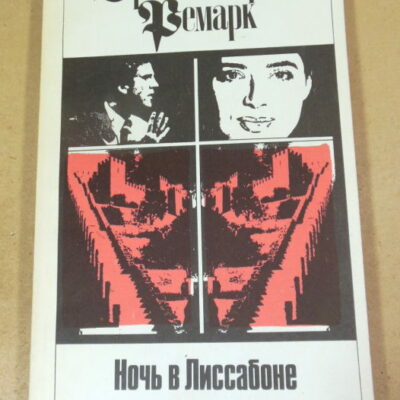 Ремарк
Ночь в Лиссабоне